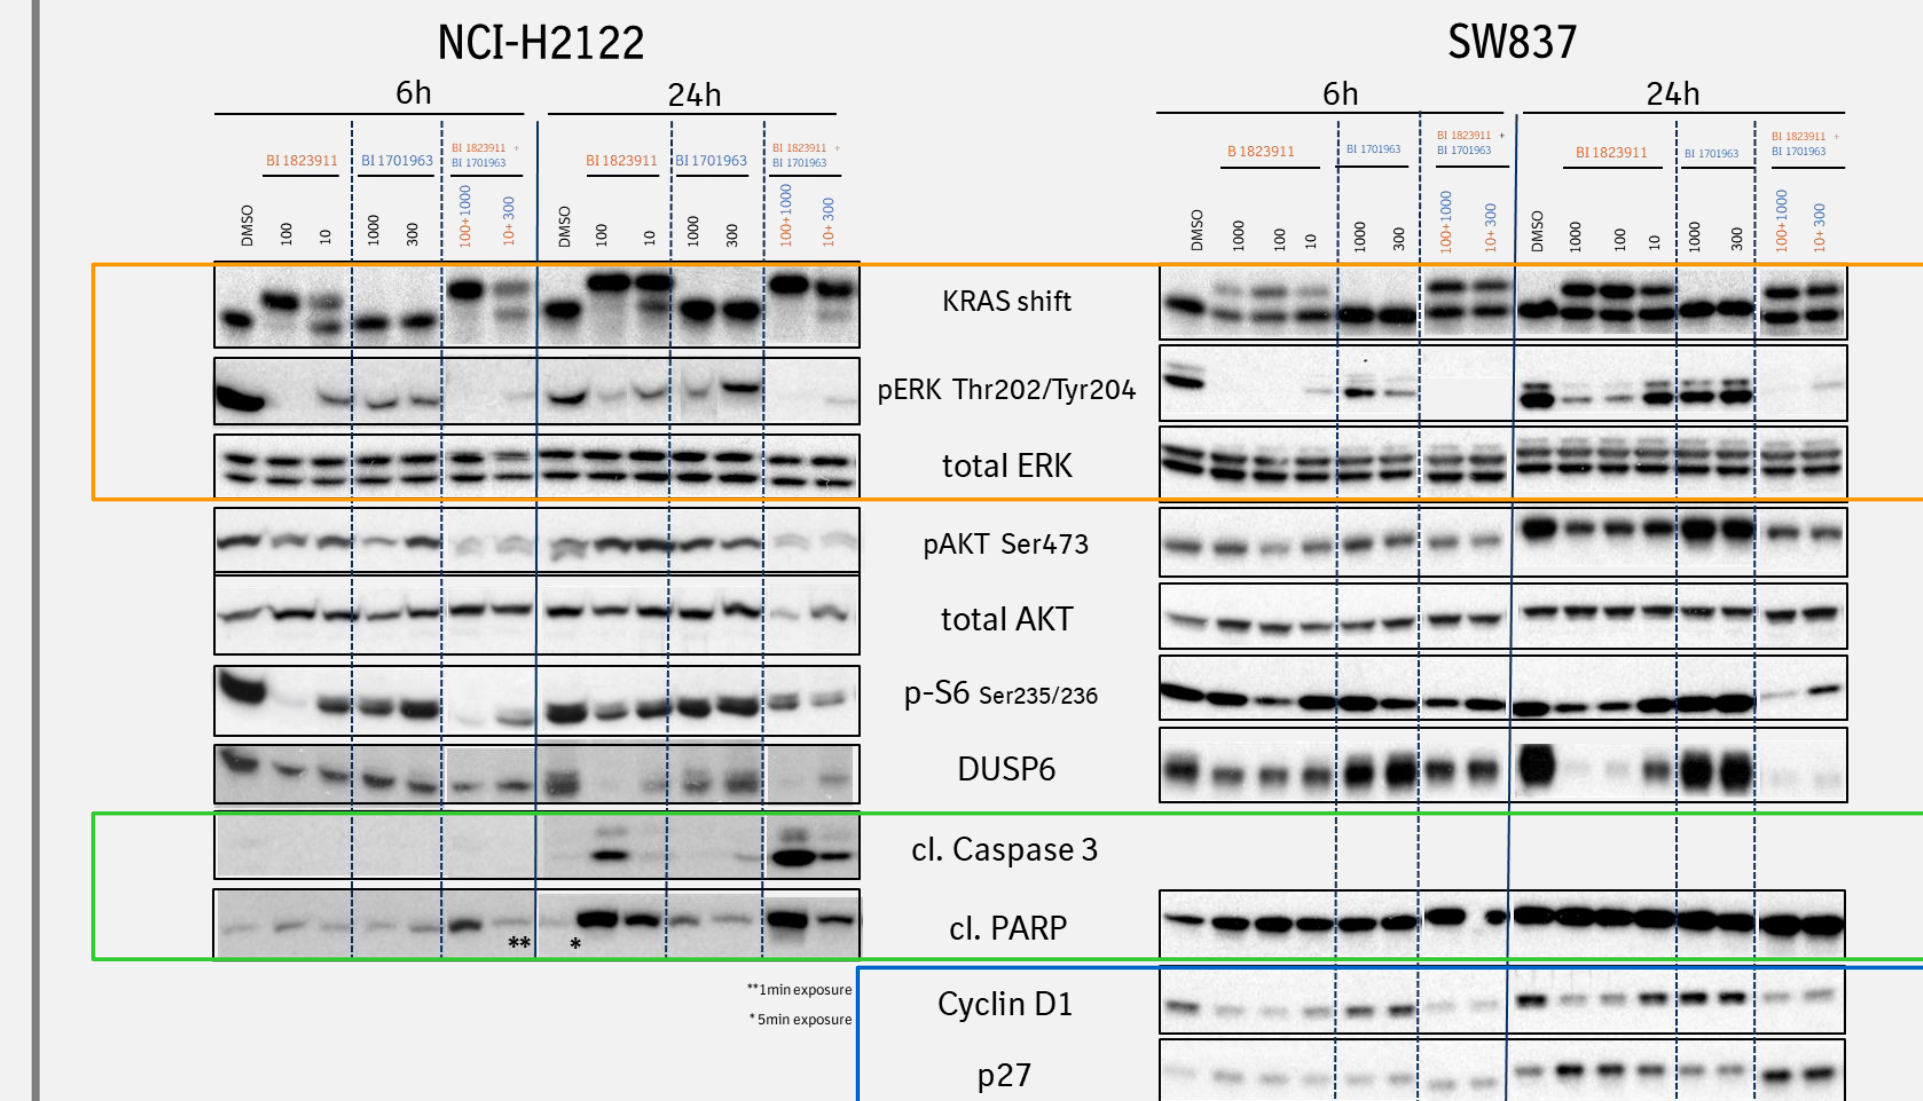 NCI-H2122
SW837
6h
24h
6h
24h
BI 1823911
BI 1701963
BI 1823911 +
BI 1701963
BI 1823911
BI 1701963
BI 1823911 +
BI 1701963
B 1823911
BI 1701963
BI 1823911 +
BI 1701963
BI 1823911
BI 1701963
BI 1823911 +
BI 1701963
DMSO
100
10
1000
300
100+1000
10+ 300
DMSO
100
10
1000
300
100+1000
10+ 300
DMSO
1000
100
10
1000
300
100+1000
10+ 300
DMSO
1000
100
10
1000
300
100+1000
10+ 300
KRAS shift
pERK Thr202/Tyr204
total ERK
pAKT Ser473
total AKT
p-S6 Ser235/236
DUSP6
cl. Caspase 3
cl. PARP
**
*
**1min exposure
*5min exposure
Cyclin D1
p27